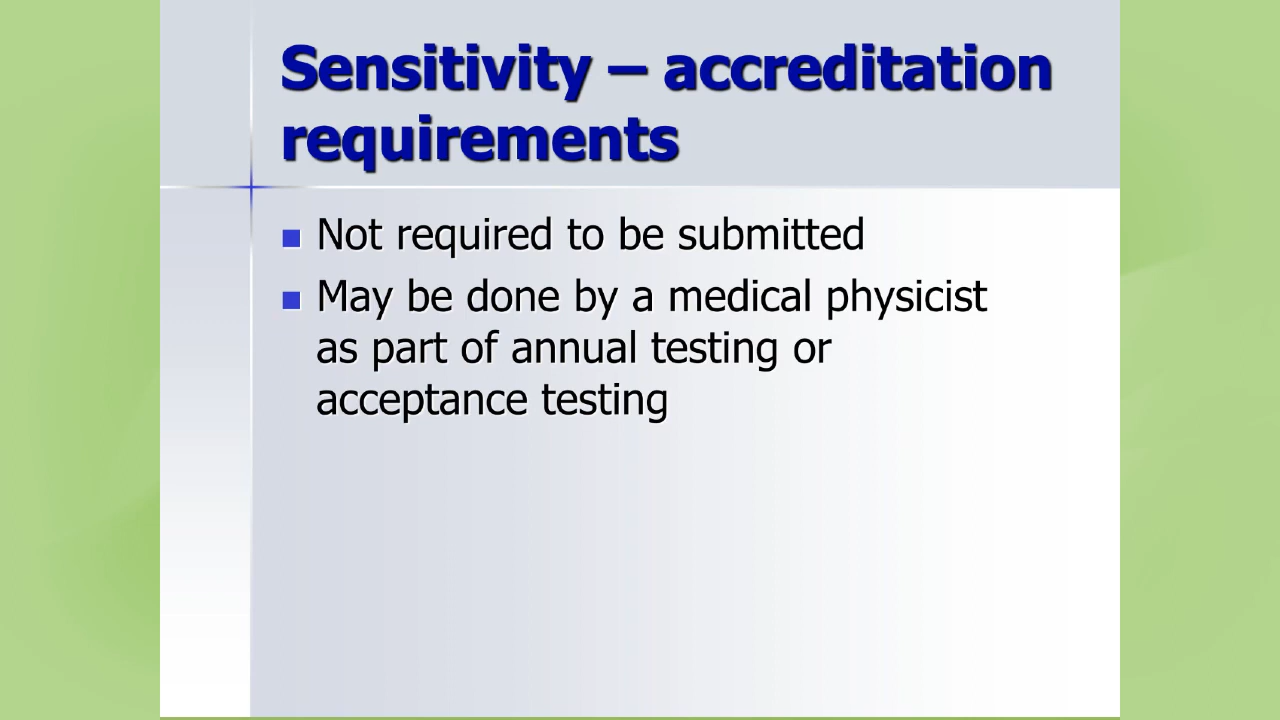 Sensitivity – accreditation
requirements
Not required to be submitted
May be done by a medical physicist
as part of annual testing or
acceptance testing